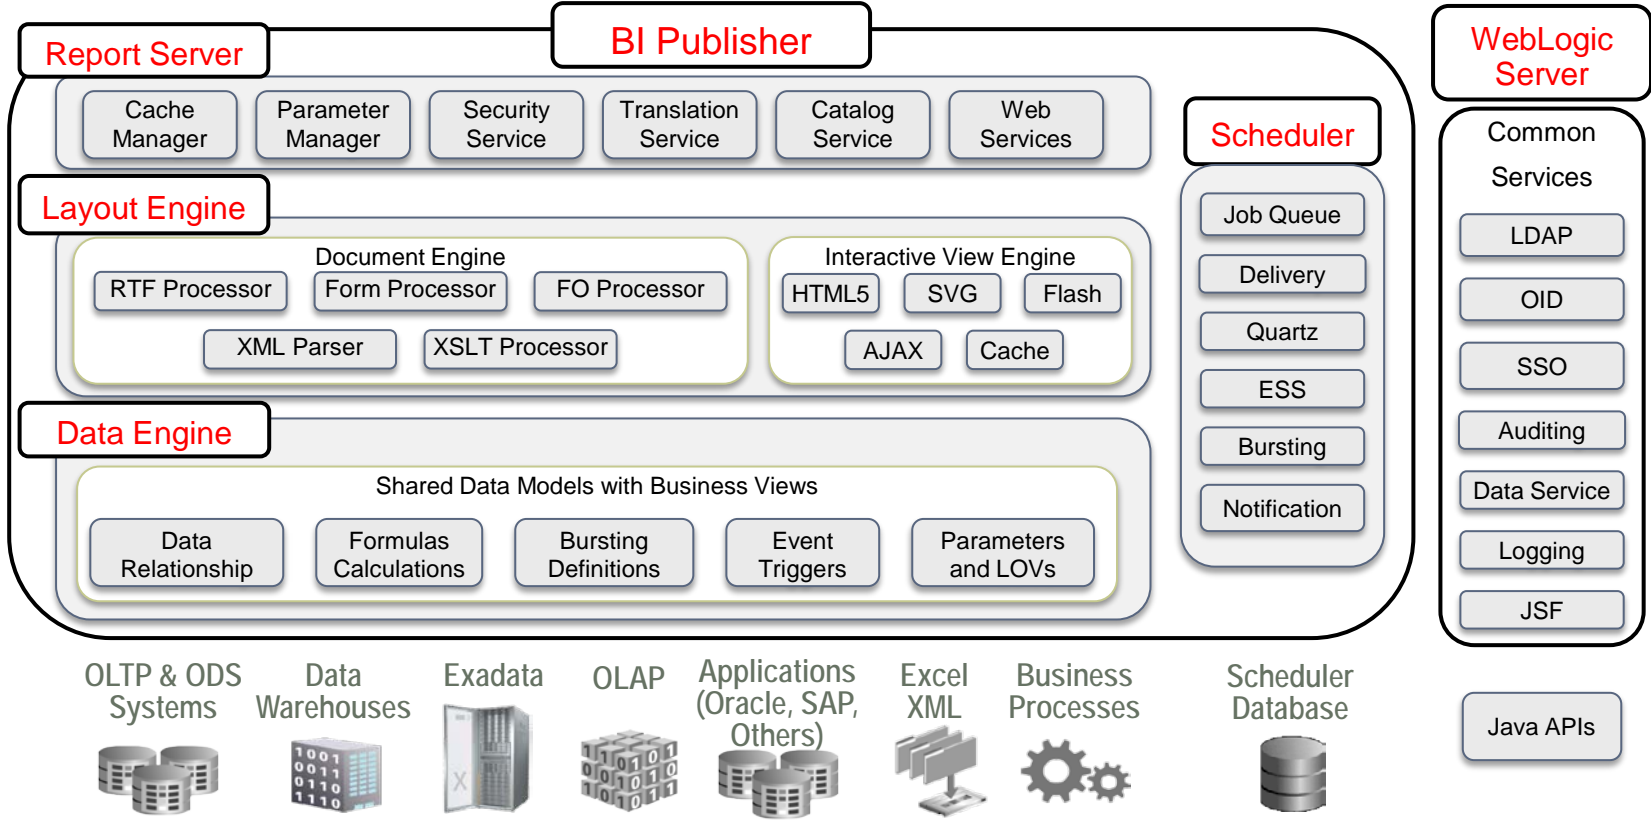 BI Publisher
Report Server
Cache
Manager
Parameter
Manager
Security
Service
Translation
Service
Catalog
Service
Web
Services
Layout Engine
Document Engine
RTF Processor
Form Processor
FO Processor
XML Parser
XSLT Processor
Interactive View Engine
HTML5
SVG
Flash
AJAX
Cache
Data Engine
Shared Data Models with Business Views
Data
Relationship
Formulas
Calculations
Bursting
Definitions
Event
Triggers
Parameters
and LOVs
Scheduler
Job Queue
Delivery
Quartz
ESS
Bursting
Notification
WebLogic
Server
Common
Services
LDAP
OID
SSO
Auditing
Data Service
Logging
JSF
Java APIs
OLTP & ODS
Systems
Data
Warehouses
Exadata
X
OLAP
Applications
(Oracle, SAP,
Others)
Excel
XML
Business
Processes
Scheduler
Database
1001
0011
0110
1110